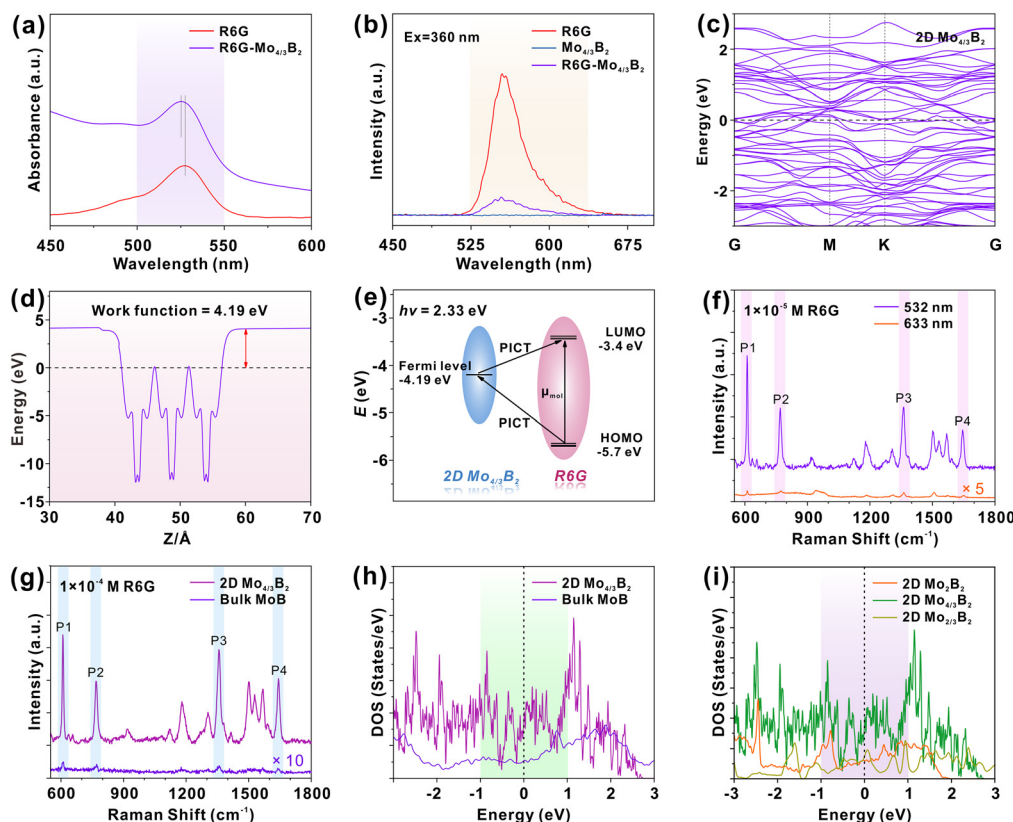 (a)
R6G
R6G-Mo4/3B2
Absorbance (a.u.)
450 500 550 600
Wavelength (nm)
(b)
Ex=360 nm
R6G
Mo4/3B2
R6G-Mo4/3B2
Intensity (a.u.)
450 525 600 675
Wavelength (nm)
(c)
2D Mo4/3B2
Energy (eV)
2
0
-2
G M K G
(d)
Work function = 4.19 eV
Energy (eV)
5
0
-5
-10
-15
30 40 50 60 70
Z/Å
(e)
hv = 2.33 eV
E (eV)
-3
-4
-5
-6
PICT
Fermi level
-4.19 eV
PICT
μmol
LUMO
-3.4 eV
HOMO
-5.7 eV
2D Mo4/3B2
R6G
(f)
1×10-5 M R6G
532 nm
633 nm
P1
P2
P3
P4
× 5
Intensity (a.u.)
600 900 1200 1500 1800
Raman Shift (cm-1)
(g)
1×10-4 M R6G
2D Mo4/3B2
Bulk MoB
P1
P2
P3
P4
× 10
Intensity (a.u.)
600 900 1200 1500 1800
Raman Shift (cm-1)
(h)
2D Mo4/3B2
Bulk MoB
DOS (States/eV)
-2 -1 0 1 2 3
Energy (eV)
(i)
2D Mo2B2
2D Mo4/3B2
2D Mo2/3B2
DOS (States/eV)
-3 -2 -1 0 1 2 3
Energy (eV)